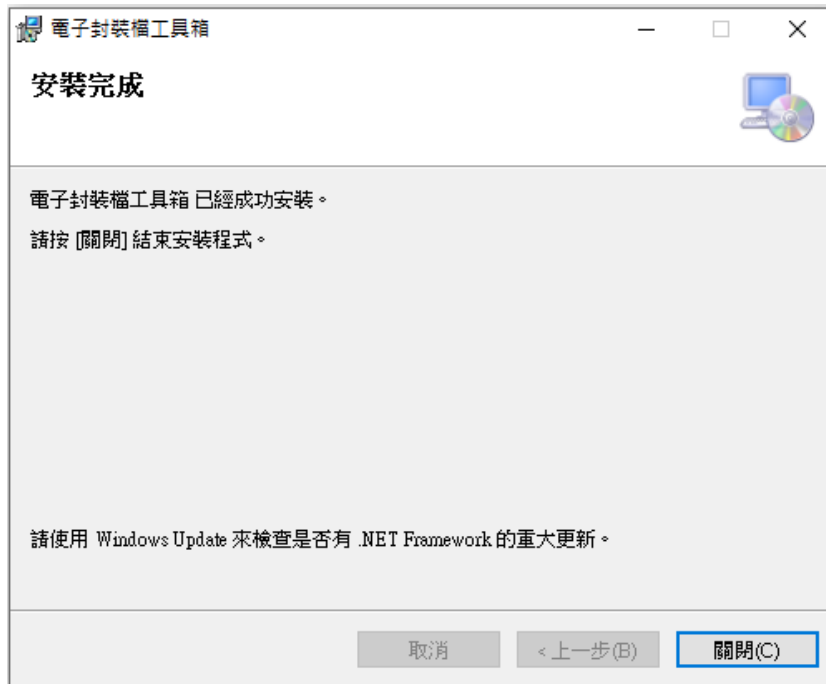 電子封裝檔工具箱
安裝完成
電子封裝檔工具箱 已經成功安裝。
請按 [關閉] 結束安裝程式。
請使用 Windows Update 來檢查是否有 .NET Framework 的重大更新。
取消
< 上一步(B)
關閉(C)